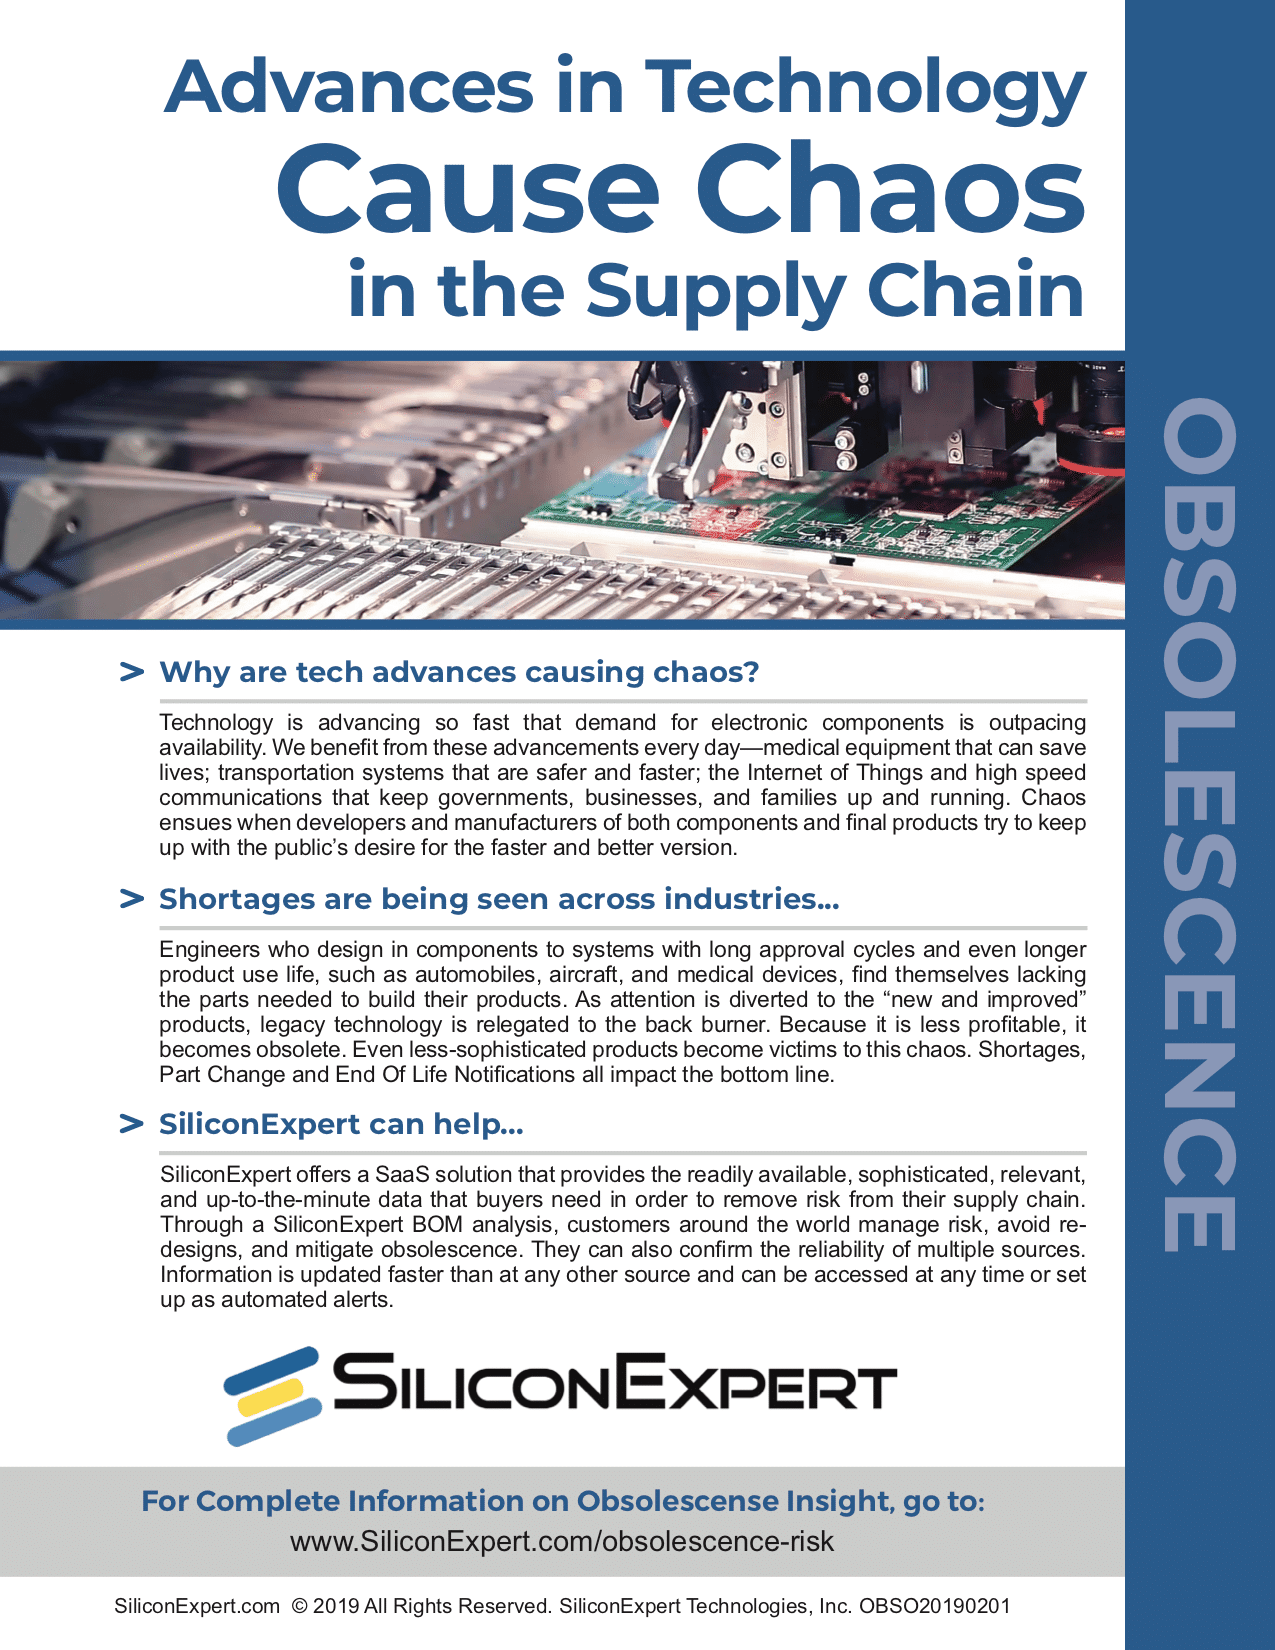 Advances in Technology
Cause Chaos
in the Supply Chain
OBSOLESCENCE
> Why are tech advances causing chaos?
Technology is advancing so fast that demand for electronic components is outpacing
availability. We benefit from these advancements every day—medical equipment that can save
lives; transportation systems that are safer and faster; the Internet of Things and high speed
communications that keep governments, businesses, and families up and running. Chaos
ensues when developers and manufacturers of both components and final products try to keep
up with the public’s desire for the faster and better version.
> Shortages are being seen across industries...
Engineers who design in components to systems with long approval cycles and even longer
product use life, such as automobiles, aircraft, and medical devices, find themselves lacking
the parts needed to build their products. As attention is diverted to the “new and improved”
products, legacy technology is relegated to the back burner. Because it is less profitable, it
becomes obsolete. Even less-sophisticated products become victims to this chaos. Shortages,
Part Change and End Of Life Notifications all impact the bottom line.
> SiliconExpert can help...
SiliconExpert offers a SaaS solution that provides the readily available, sophisticated, relevant,
and up-to-the-minute data that buyers need in order to remove risk from their supply chain.
Through a SiliconExpert BOM analysis, customers around the world manage risk, avoid re-
designs, and mitigate obsolescence. They can also confirm the reliability of multiple sources.
Information is updated faster than at any other source and can be accessed at any time or set
up as automated alerts.
SILICONEXPERT
For Complete Information on Obsolescense Insight, go to:
www.SiliconExpert.com/obsolescence-risk
SiliconExpert.com © 2019 All Rights Reserved. SiliconExpert Technologies, Inc. OBSO20190201